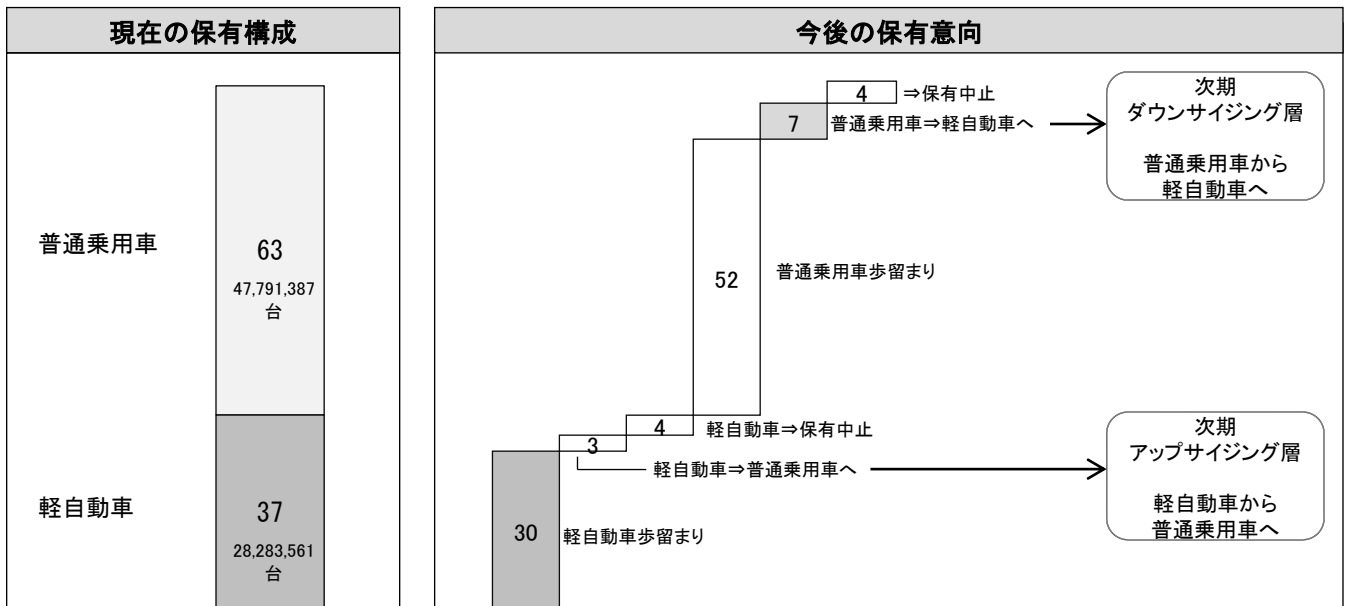 現在の保有構成
普通乗用車
63
47,791,387
台
軽自動車
37
28,283,561
台
今後の保有意向
4
⇒保有中止
7
普通乗用車⇒軽自動車へ
次期
ダウンサイジング層
普通乗用車から
軽自動車へ
52
普通乗用車歩留まり
4
軽自動車⇒保有中止
3
軽自動車⇒普通乗用車へ
次期
アップサイジング層
軽自動車から
普通乗用車へ
30
軽自動車歩留まり